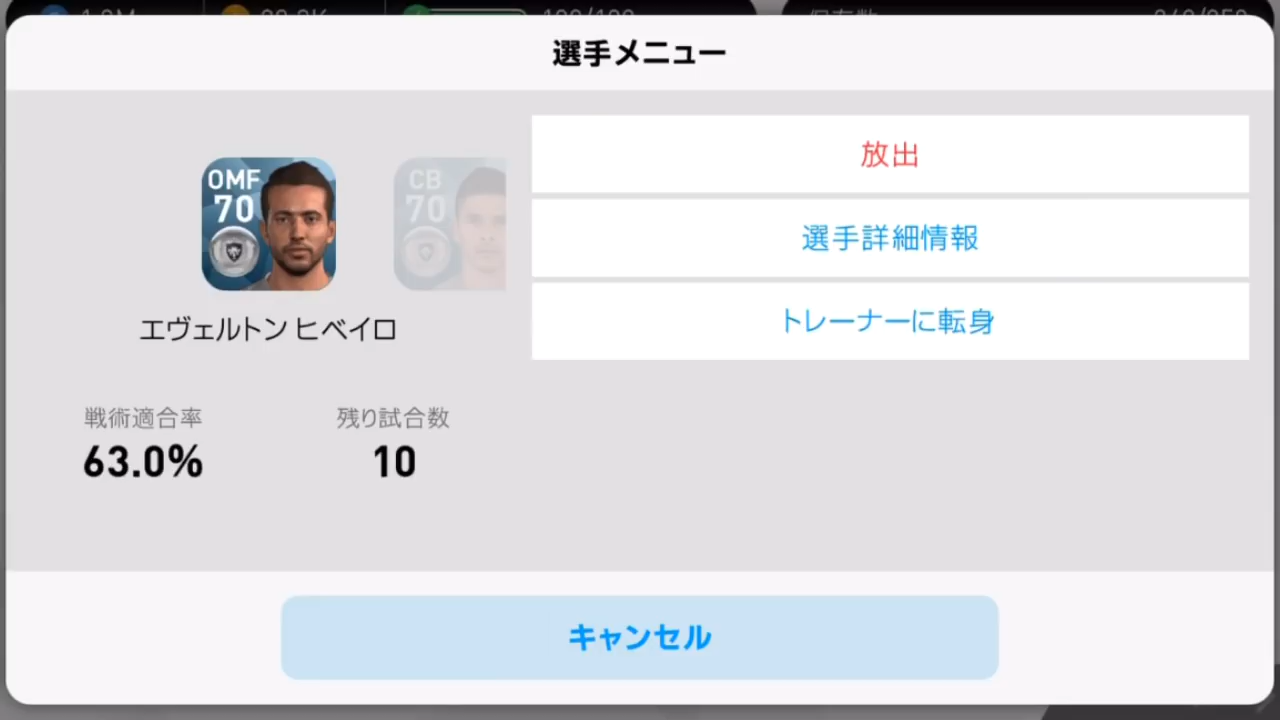 選手メニュー
OMF
70
CB
70
エヴェルトン ヒベイロ
戦術適合率
63.0%
残り試合数
10
放出
選手詳細情報
トレーナーに転身
キャンセル